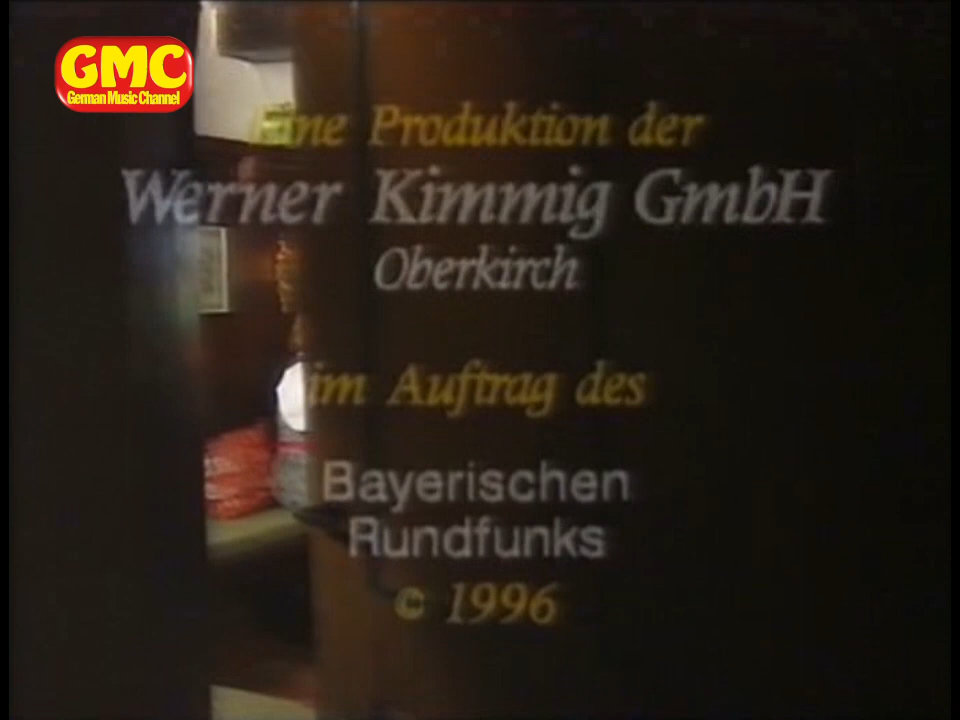 GMC
German Music Channel
Eine Produktion der
Werner Kimmig GmbH
Oberkirch
im Auftrag des
Bayerischen
Rundfunks
© 1996